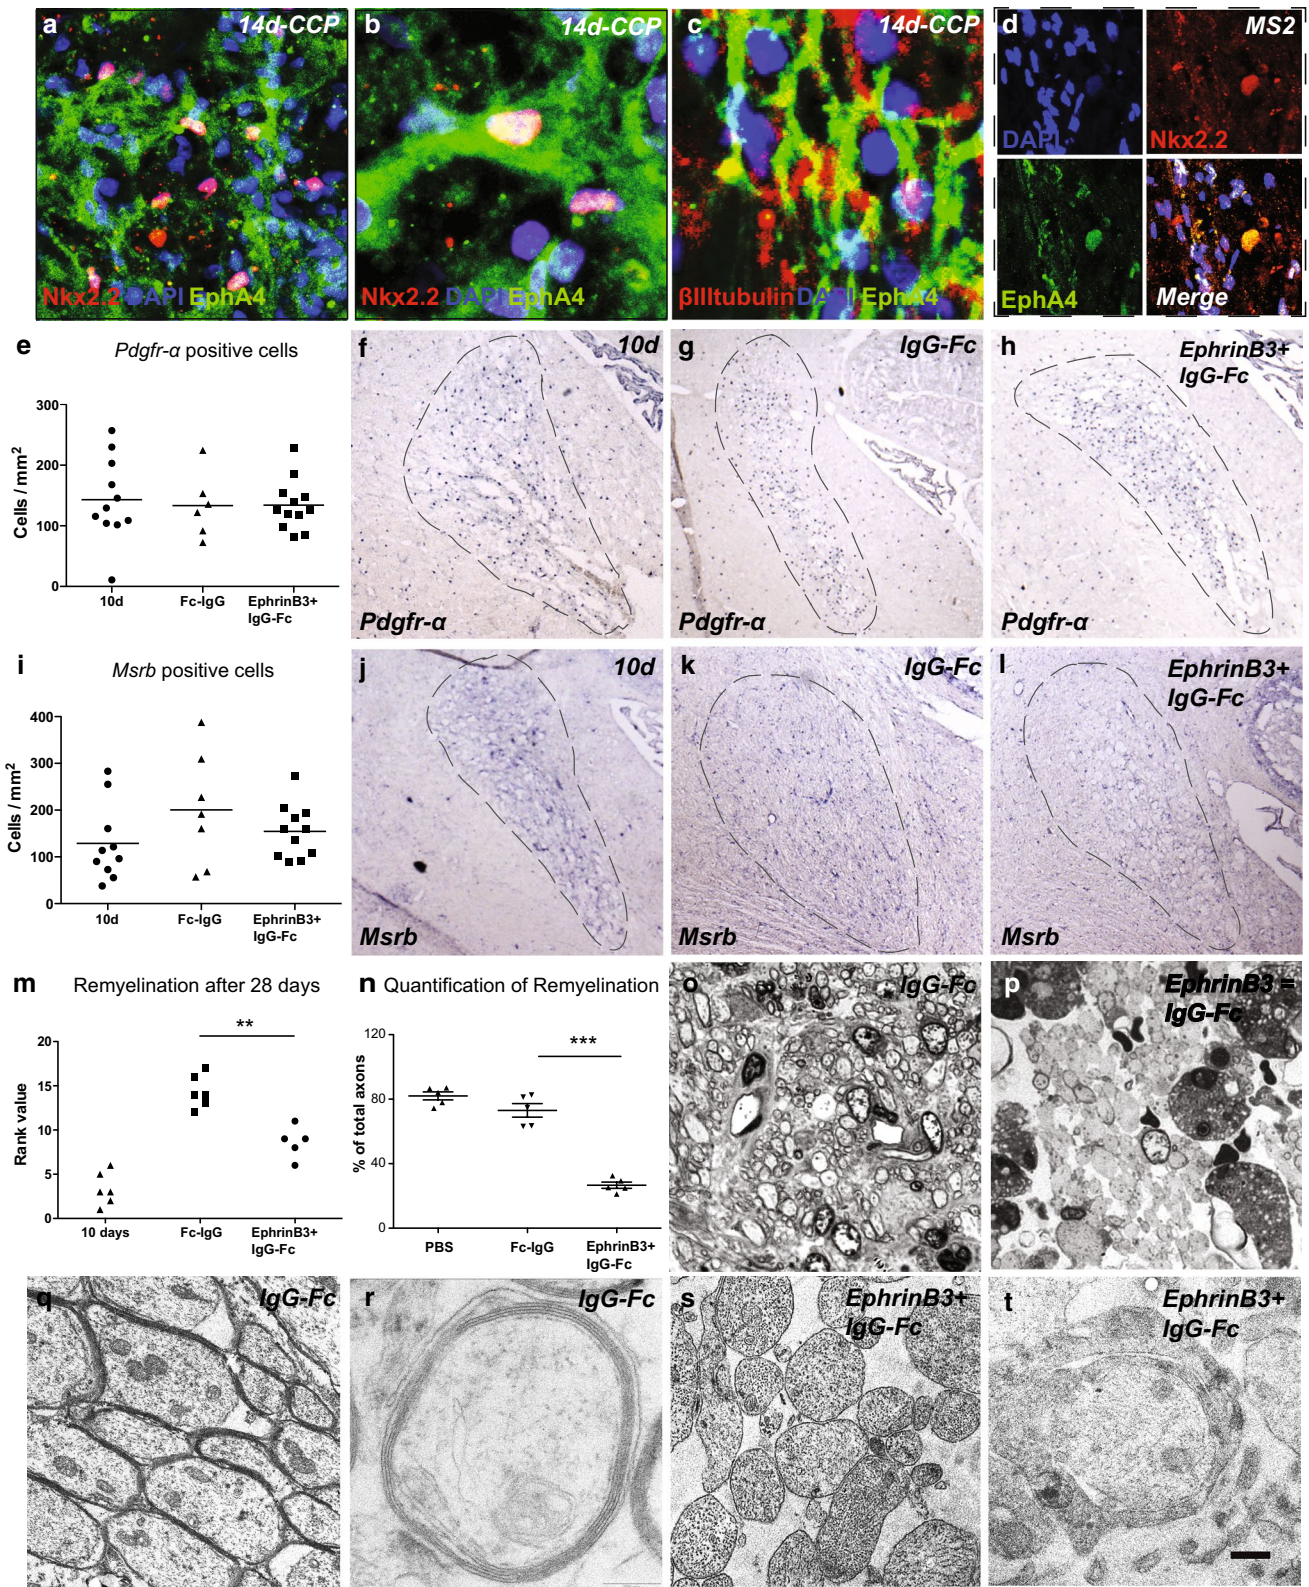 a 14d-CCP
Nkx2.2 DAPI EphA4
b 14d-CCP
Nkx2.2 DAPI EphA4
c 14d-CCP
βIIItubulin DAPI EphA4
d MS2
DAPI Nkx2.2
EphA4 Merge
e Pdgfr-α positive cells
300
200
100
0
Cells / mm²
10d Fc-IgG EphrinB3+
IgG-Fc
f 10d
Pdgfr-α
g IgG-Fc
Pdgfr-α
h EphrinB3+
IgG-Fc
Pdgfr-α
i Msrb positive cells
400
300
200
100
0
Cells / mm²
10d Fc-IgG EphrinB3+
IgG-Fc
j 10d
Msrb
k IgG-Fc
Msrb
l EphrinB3+
IgG-Fc
Msrb
m Remyelination after 28 days
**
20
15
10
5
0
Rank value
10 days Fc-IgG EphrinB3+
IgG-Fc
n Quantification of Remyelination
***
120
80
40
0
% of total axons
PBS Fc-IgG EphrinB3+
IgG-Fc
o IgG-Fc
p EphrinB3 =
IgG-Fc
q IgG-Fc
r IgG-Fc
s EphrinB3+
IgG-Fc
t EphrinB3+
IgG-Fc